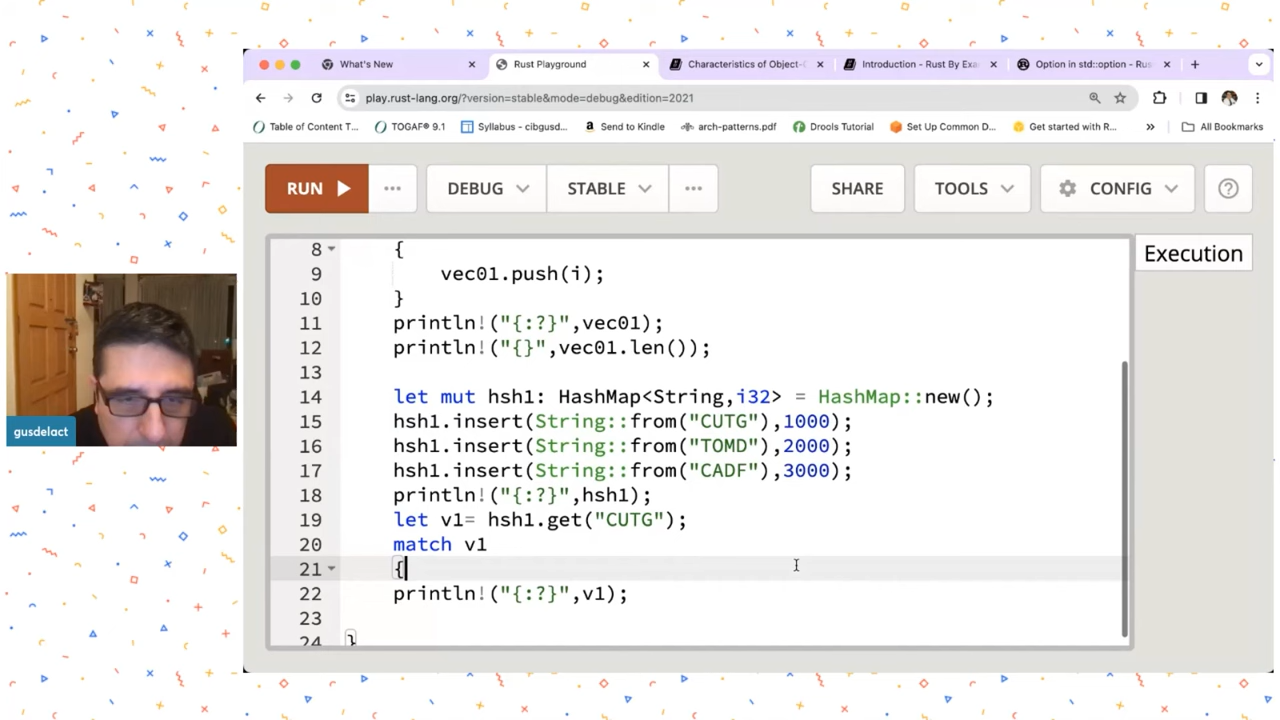 What's New
Rust Playground
Characteristics of Object-
Introduction - Rust By Exa
Option in std::option - Rus
play.rust-lang.org/?version=stable&mode=debug&edition=2021
Table of Content T...
TOGAF® 9.1
Syllabus - cibgusd...
Send to Kindle
arch-patterns.pdf
Drools Tutorial
Set Up Common D...
Get started with R...
»
All Bookmarks
RUN
...
DEBUG
STABLE
...
SHARE
TOOLS
CONFIG
?
Execution
8 {
9 vec01.push(i);
10 }
11 println!("{:?}",vec01);
12 println!("{}",vec01.len());
13
14 let mut hsh1: HashMap<String,i32> = HashMap::new();
15 hsh1.insert(String::from("CUTG"),1000);
16 hsh1.insert(String::from("TOMD"),2000);
17 hsh1.insert(String::from("CADF"),3000);
18 println!("{:?}",hsh1);
19 let v1= hsh1.get("CUTG");
20 match v1
21 {
22 println!("{:?}",v1);
23
24 }
gusdelact